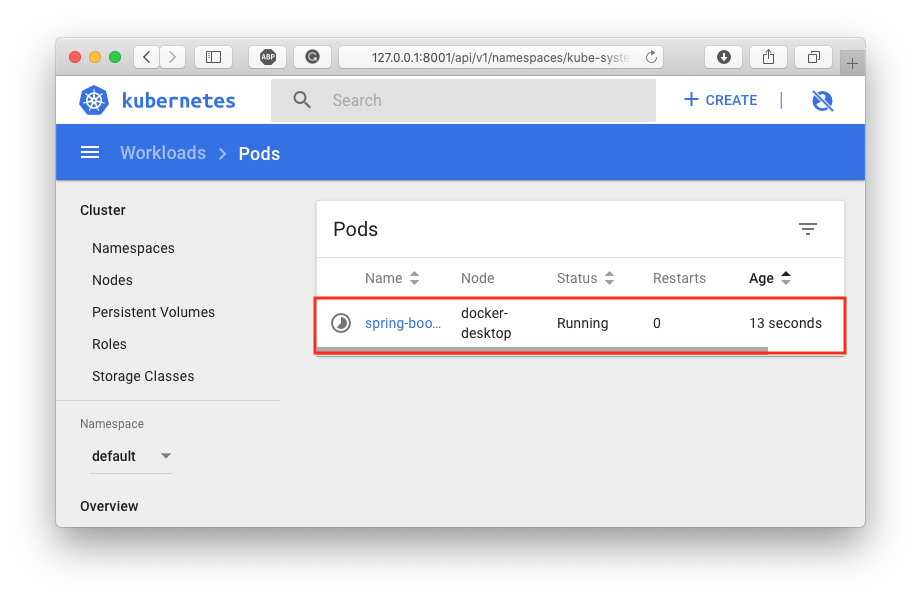 ABP
127.0.0.1:8001/api/v1/namespaces/kube-syste
kubernetes
Search
+ CREATE
Workloads > Pods
Cluster
Namespaces
Nodes
Persistent Volumes
Roles
Storage Classes
Namespace
default
Overview
Pods
Name Node Status Restarts Age
spring-boo… docker-desktop Running 0 13 seconds